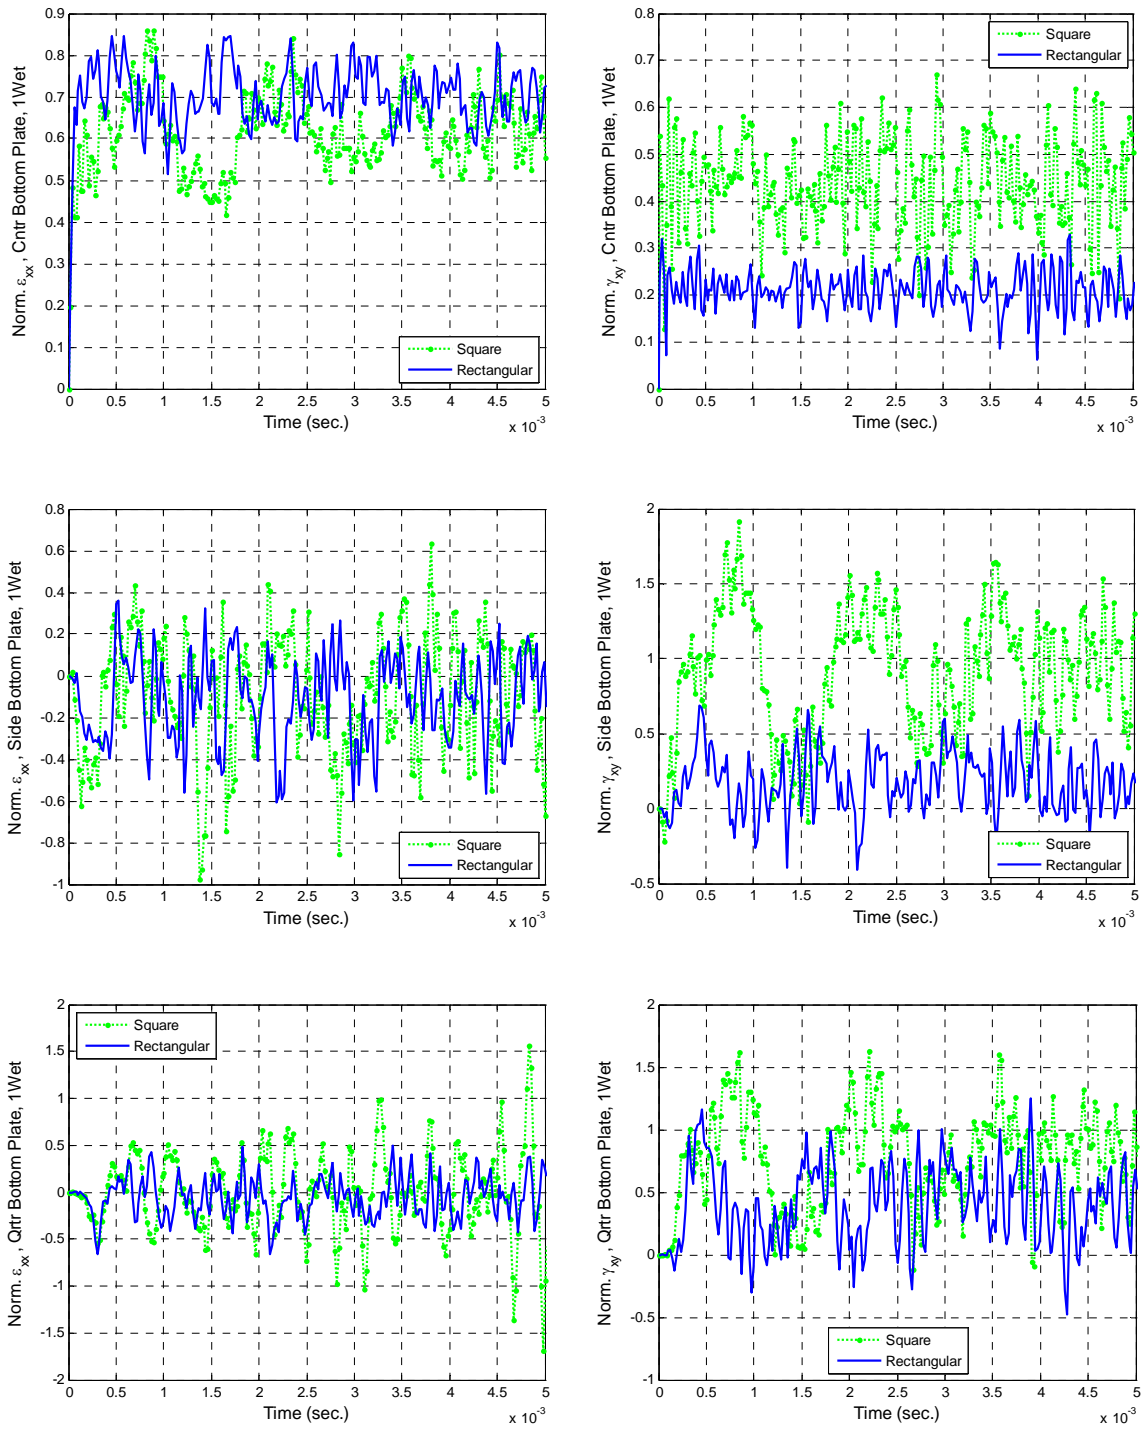 0.9
0.8
0.7
0.6
0.5
0.4
0.3
0.2
0.1
0
Norm. εxx , Cntr Bottom Plate, 1Wet
Square
Rectangular
0 0.5 1 1.5 2 2.5 3 3.5 4 4.5 5
Time (sec.)
x 10-3
0.8
0.7
0.6
0.5
0.4
0.3
0.2
0.1
0
Norm. γxy , Cntr Bottom Plate, 1Wet
Square
Rectangular
0 0.5 1 1.5 2 2.5 3 3.5 4 4.5 5
Time (sec.)
x 10-3
0.8
0.6
0.4
0.2
0
-0.2
-0.4
-0.6
-0.8
-1
Norm. εxx , Side Bottom Plate, 1Wet
Square
Rectangular
0 0.5 1 1.5 2 2.5 3 3.5 4 4.5 5
Time (sec.)
x 10-3
2
1.5
1
0.5
0
-0.5
Norm. γxy , Side Bottom Plate, 1Wet
Square
Rectangular
0 0.5 1 1.5 2 2.5 3 3.5 4 4.5 5
Time (sec.)
x 10-3
2
1.5
1
0.5
0
-0.5
-1
-1.5
-2
Norm. εxx , Qrtr Bottom Plate, 1Wet
Square
Rectangular
0 0.5 1 1.5 2 2.5 3 3.5 4 4.5 5
Time (sec.)
x 10-3
2
1.5
1
0.5
0
-0.5
-1
Norm. γxy , Qrtr Bottom Plate, 1Wet
Square
Rectangular
0 0.5 1 1.5 2 2.5 3 3.5 4 4.5 5
Time (sec.)
x 10-3